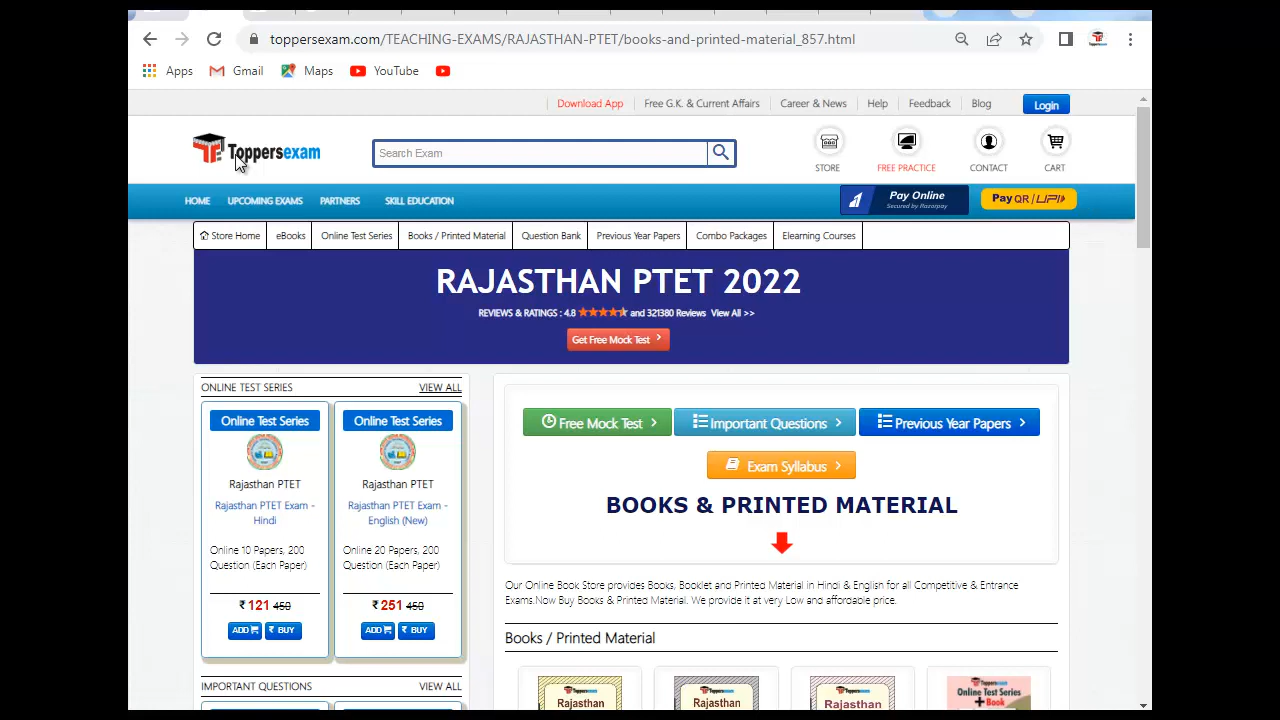 toppersexam.com/TEACHING-EXAMS/RAJASTHAN-PTET/books-and-printed-material_857.html
Apps Gmail Maps YouTube
Download App Free G.K. & Current Affairs Career & News Help Feedback Blog Login
Toppersexam Search Exam
STORE FREE PRACTICE CONTACT CART
HOME UPCOMING EXAMS PARTNERS SKILL EDUCATION Pay Online Pay QR / UPI
Secured by Razorpay
Store Home eBooks Online Test Series Books / Printed Material Question Bank Previous Year Papers Combo Packages Elearning Courses
RAJASTHAN PTET 2022
REVIEWS & RATINGS : 4.8 and 321380 Reviews View All >>
Get Free Mock Test
ONLINE TEST SERIES VIEW ALL
Online Test Series
Rajasthan PTET
Rajasthan PTET Exam -
Hindi
Online 10 Papers, 200
Question (Each Paper)
₹ 121 450
ADD ₹ BUY
Online Test Series
Rajasthan PTET
Rajasthan PTET Exam -
English (New)
Online 20 Papers, 200
Question (Each Paper)
₹ 251 450
ADD ₹ BUY
IMPORTANT QUESTIONS VIEW ALL
Free Mock Test Important Questions Previous Year Papers
Exam Syllabus
BOOKS & PRINTED MATERIAL
Our Online Book Store provides Books, Booklet and Printed Material in Hindi & English for all Competitive & Entrance
Exams.Now Buy Books & Printed Material. We provide it at very Low and affordable price.
Books / Printed Material
Toppersexam
Rajasthan
Toppersexam
Rajasthan
Toppersexam
Rajasthan
Toppersexam
Online Test Series
+Book